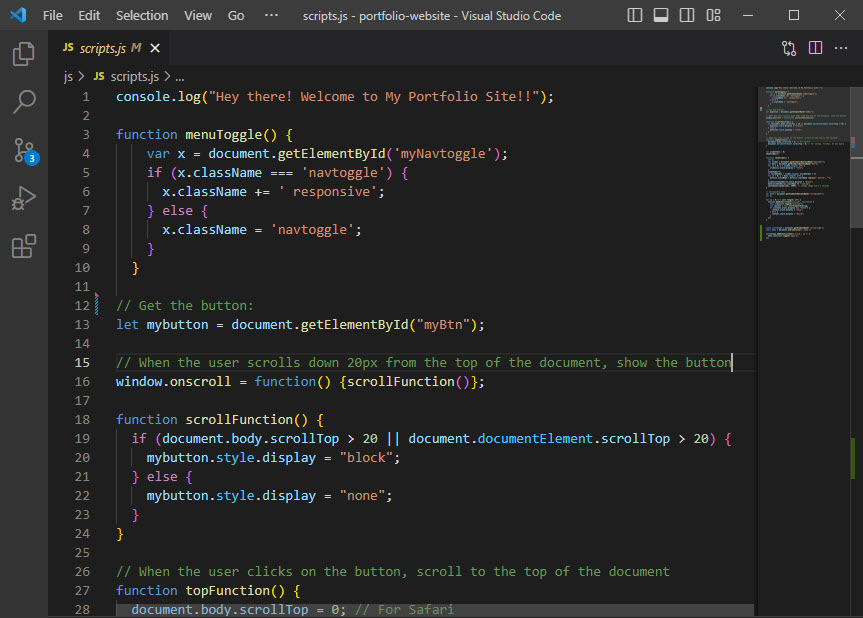 File Edit Selection View Go ··· scripts.js - portfolio-website - Visual Studio Code
JS scripts.js M
js > JS scripts.js > ...
1 console.log("Hey there! Welcome to My Portfolio Site!!");
2
3 function menuToggle() {
4     var x = document.getElementById('myNavtoggle');
5     if (x.className === 'navtoggle') {
6       x.className += ' responsive';
7     } else {
8       x.className = 'navtoggle';
9     }
10   }
11
12 // Get the button:
13 let mybutton = document.getElementById("myBtn");
14
15 // When the user scrolls down 20px from the top of the document, show the button
16 window.onscroll = function() {scrollFunction()};
17
18 function scrollFunction() {
19   if (document.body.scrollTop > 20 || document.documentElement.scrollTop > 20) {
20     mybutton.style.display = "block";
21   } else {
22     mybutton.style.display = "none";
23   }
24 }
25
26 // When the user clicks on the button, scroll to the top of the document
27 function topFunction() {
28   document.body.scrollTop = 0; // For Safari
3